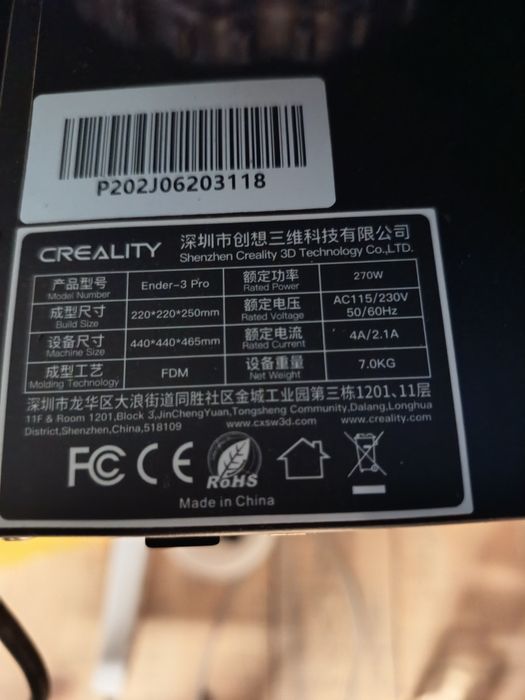 P202J06203118
CREALITY 深圳市创想三维科技有限公司
Shenzhen Creality 3D Technology Co.,LTD.
产品型号 Ender-3 Pro 额定功率 270W
Model Number Rated Power
成型尺寸 220*220*250mm 额定电压 AC115/230V
Build Size Rated Voltage 50/60Hz
设备尺寸 440*440*465mm 额定电流 4A/2.1A
Machine Size Rated Current
成型工艺 FDM 设备重量 7.0KG
Molding Technology Net Weight
深圳市龙华区大浪街道同胜社区金城工业园第三栋1201、11层
11F & Room 1201,Block 3,JinChengYuan,Tongsheng Community,Dalang,Longhua
District,Shenzhen,China,518109 www.cxsw3d.com www.creality.com
FC CE RoHS
Made in China